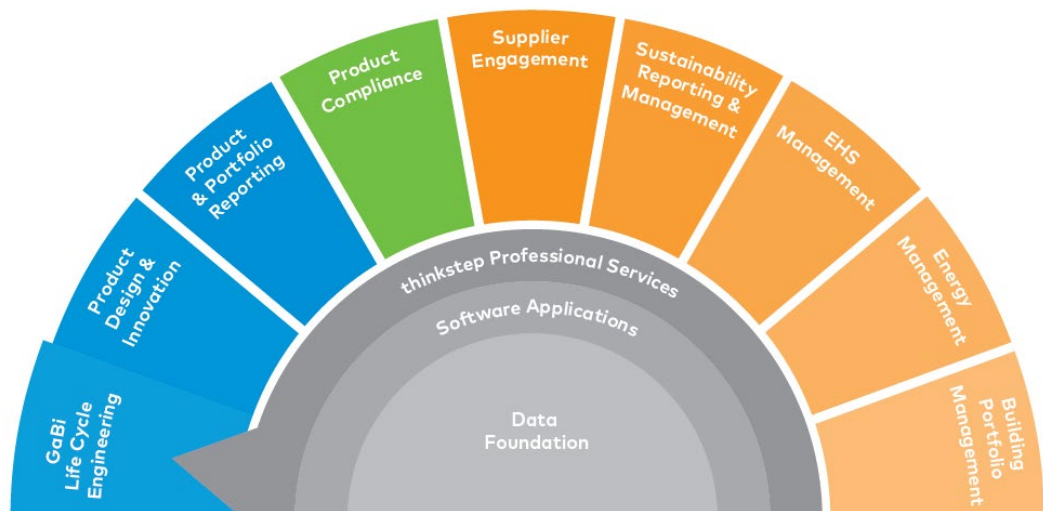 GaBi
Life Cycle
Engineering
Product
Design &
Innovation
Product
& Portfolio
Reporting
Product
Compliance
Supplier
Engagement
Sustainability
Reporting &
Management
EHS
Management
Energy
Management
Building
Portfolio
Management
thinkstep Professional Services
Software Applications
Data
Foundation